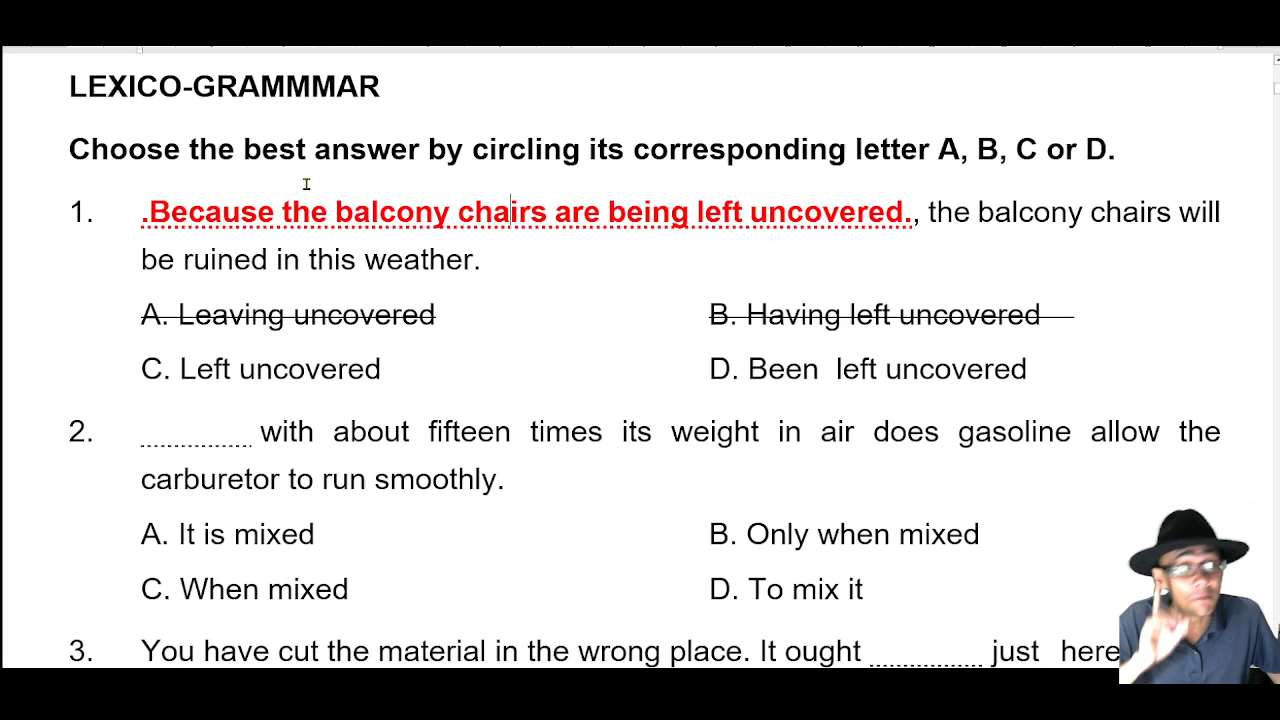 LEXICO-GRAMMMAR
Choose the best answer by circling its corresponding letter A, B, C or D.
1. .Because the balcony chairs are being left uncovered., the balcony chairs will
be ruined in this weather.
A. Leaving uncovered B. Having left uncovered
C. Left uncovered D. Been left uncovered
2. ............ with about fifteen times its weight in air does gasoline allow the
carburetor to run smoothly.
A. It is mixed B. Only when mixed
C. When mixed D. To mix it
3. You have cut the material in the wrong place. It ought ............ just here